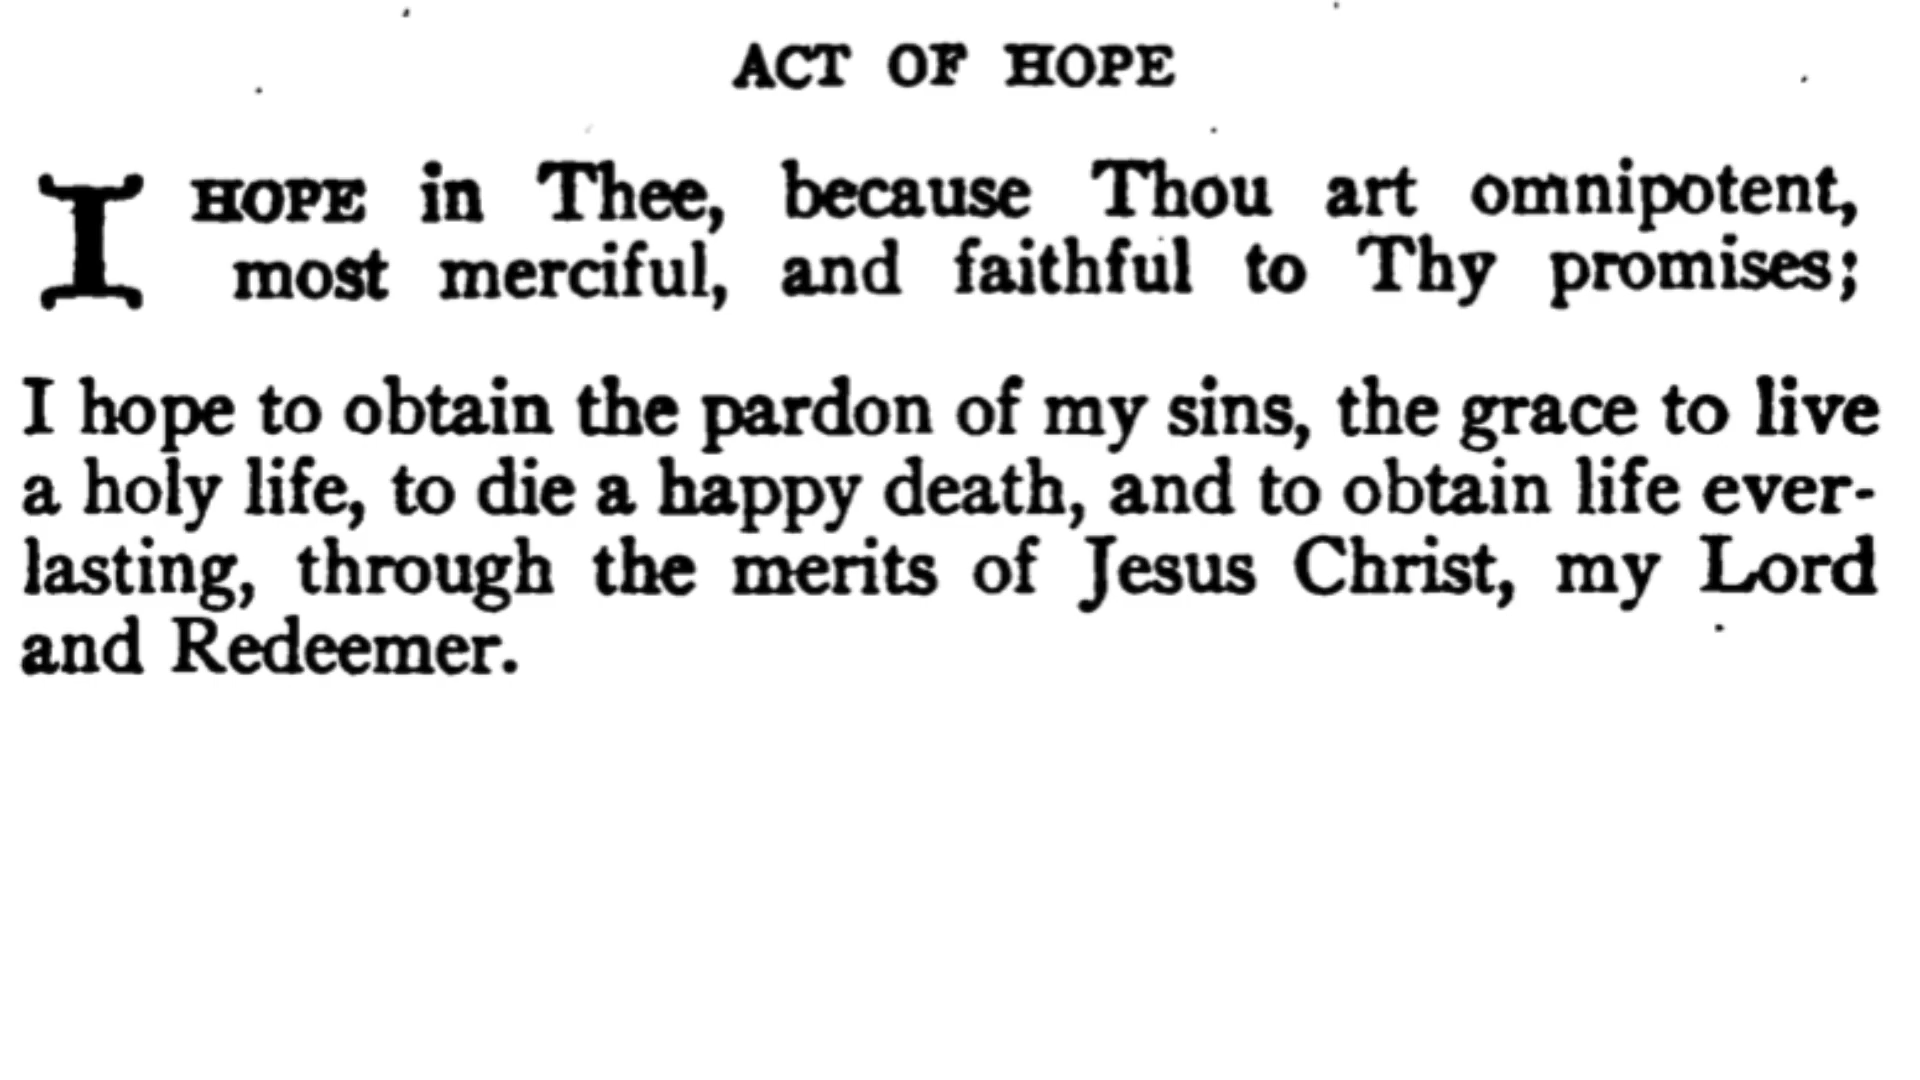 ACT OF HOPE
I HOPE in Thee, because Thou art omnipotent,
most merciful, and faithful to Thy promises;
I hope to obtain the pardon of my sins, the grace to live
a holy life, to die a happy death, and to obtain life ever-
lasting, through the merits of Jesus Christ, my Lord
and Redeemer.